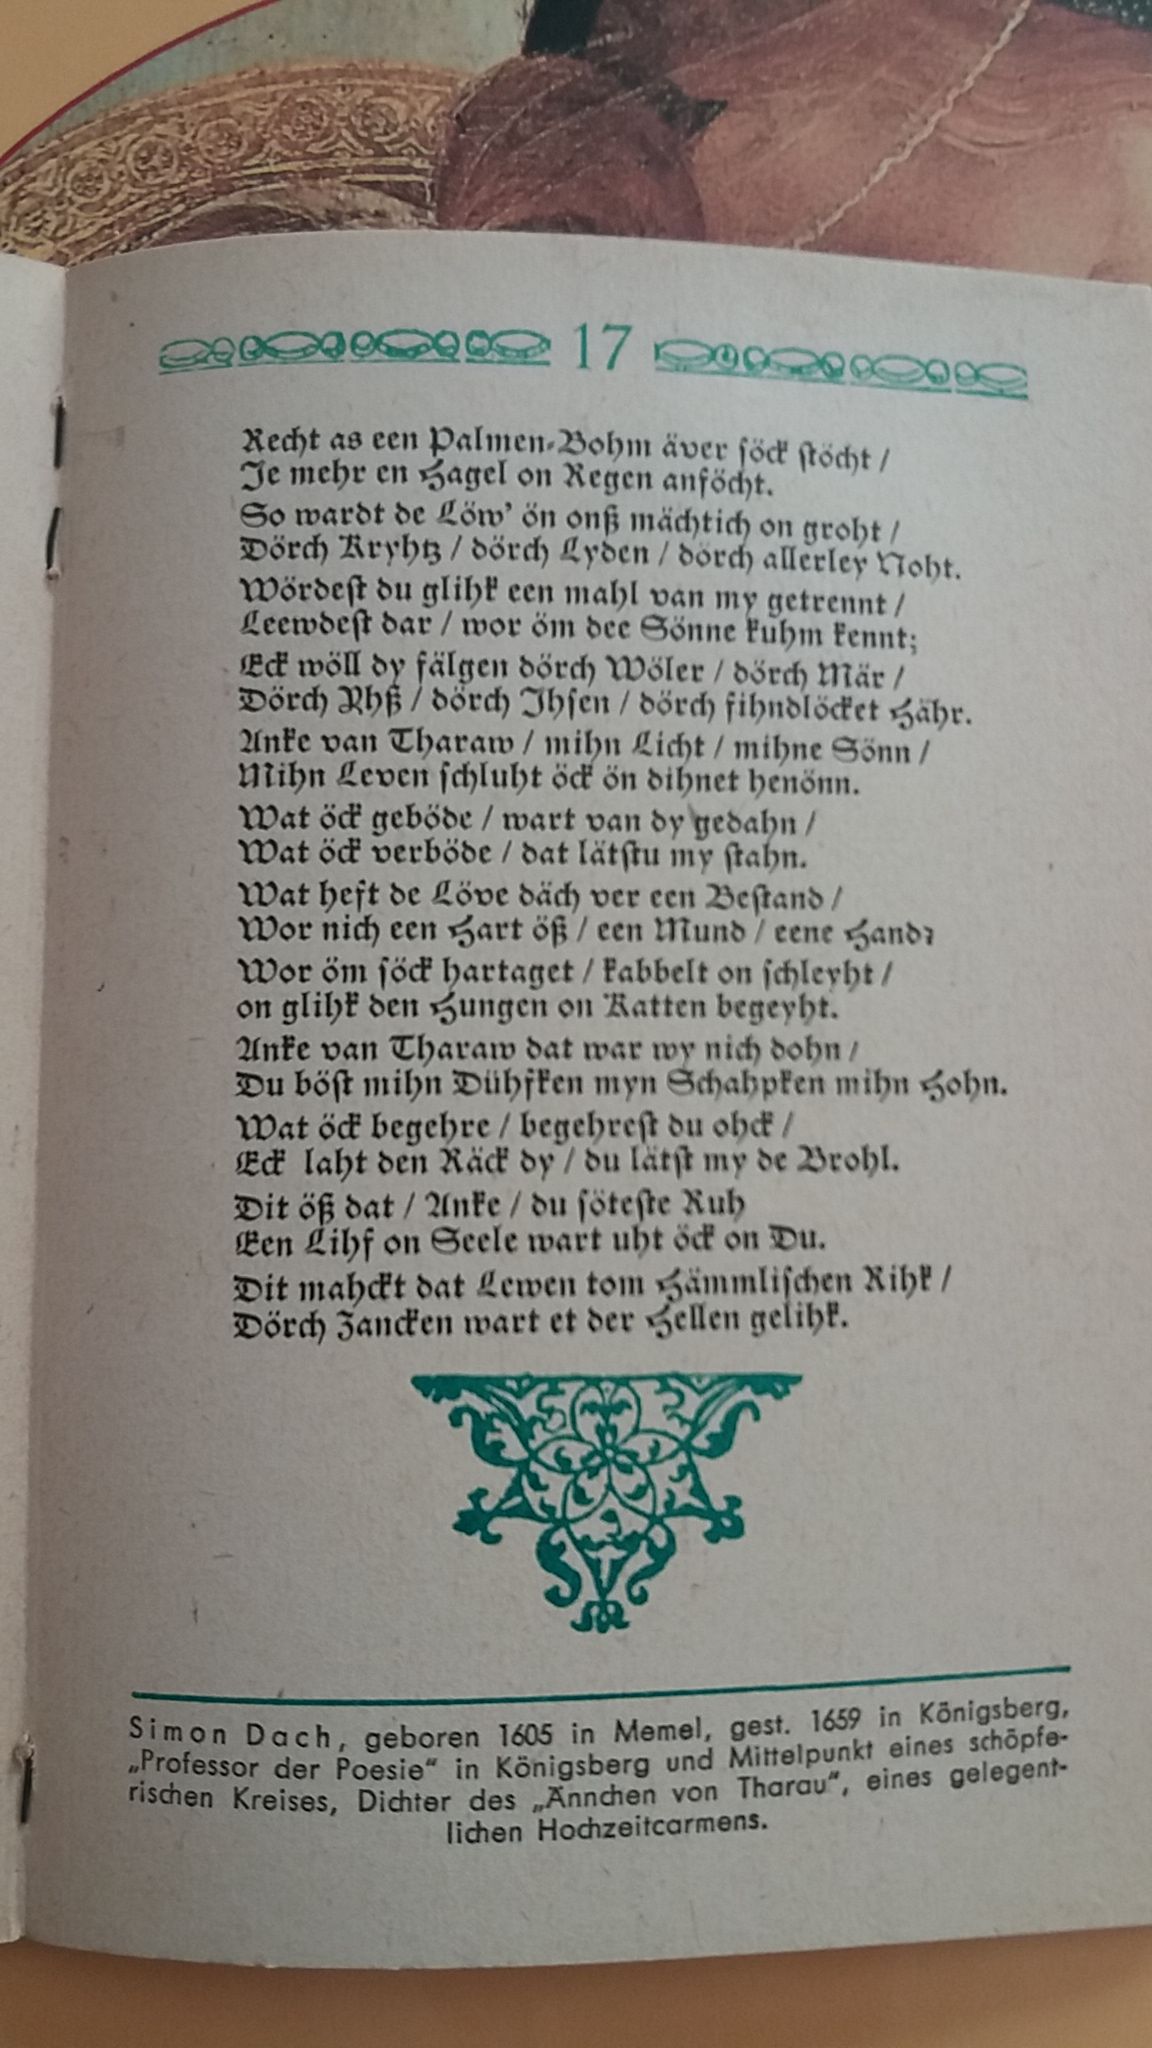 17
Recht as een Palmen-Bohm äver söck stöcht /
Je mehr en Hagel on Regen anföcht.
So wardt de Löw' ön onß mächtich on groht /
Dörch Kryhtz / dörch Lyden / dörch allerley Noht.
Wördest du glihk een mahl van my getrennt /
Leewdest dar / wor öm dee Sönne kuhm kennt;
Eck wöll dy fälgen dörch Wöler / dörch Mär /
Dörch Yhß / dörch Ihsen / dörch fihndlöcket Hähr.
Anke van Tharaw / mihn Licht / mihne Sönn /
Mihn Leven schluht öck ön dihnet henönn.
Wat öck geböde / wart van dy gedahn /
Wat öck verböde / dat lätstu my stahn.
Wat heft de Löve däch ver een Bestand /
Wor nich een Hart öß / een Mund / eene Hand?
Wor öm söck hartaget / kabbelt on schleyht /
on glihk den Hungen on Katten begeyht.
Anke van Tharaw dat war wy nich dohn /
Du böst mihn Dühfken myn Schahpken mihn Hohn.
Wat öck begehre / begehrest du ohck /
Eck laht den Räck dy / du lätst my de Brohk.
Dit öß dat / Anke / du söteste Ruh
Een Lihf on Seele wart uht öck on Du.
Dit mahckt dat Lewen tom Hämmlischen Rihk /
Dörch Zancken wart et der Hellen gelihk.
Simon Dach, geboren 1605 in Memel, gest. 1659 in Königsberg,
„Professor der Poesie“ in Königsberg und Mittelpunkt eines schöpfe-
rischen Kreises, Dichter des „Ännchen von Tharau“, eines gelegent-
lichen Hochzeitcarmens.